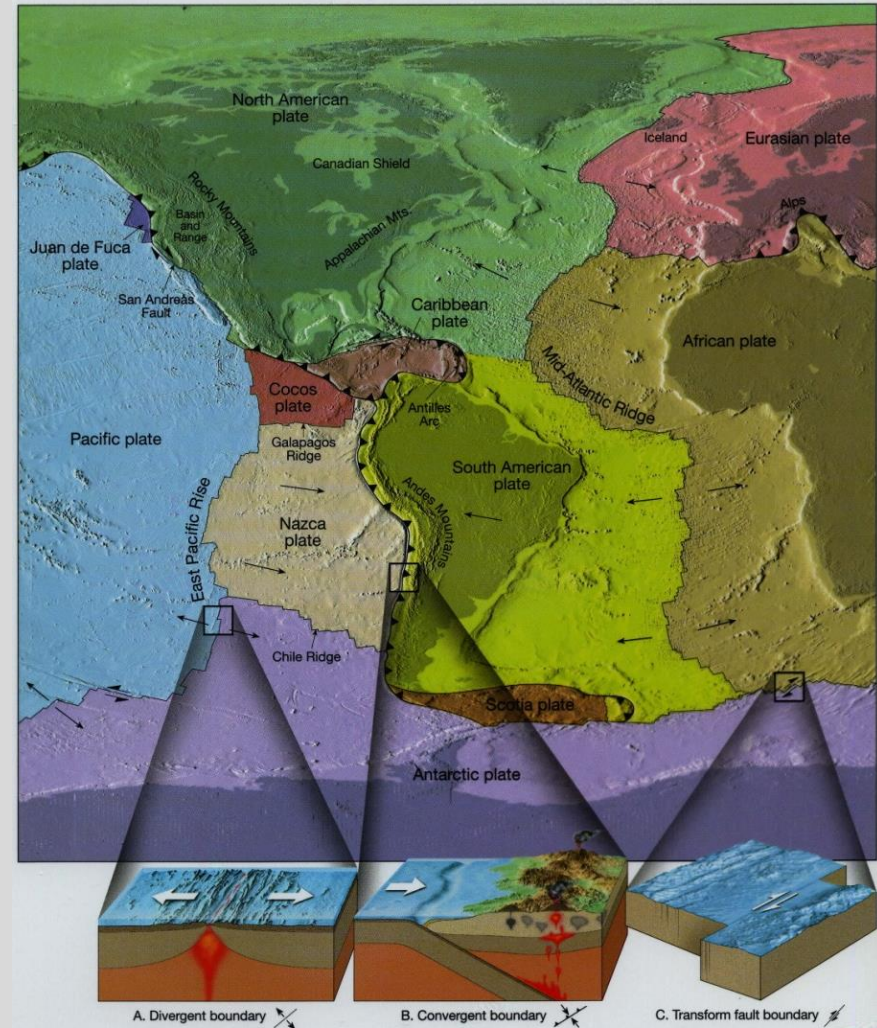 North American
plate
Canadian Shield
Iceland
Eurasian plate
Rocky Mountains
Basin
and
Range
Appalachian Mts.
Alps
Juan de Fuca
plate
San Andreas
Fault
Caribbean
plate
African plate
Mid-Atlantic Ridge
Cocos
plate
Antilles
Arc
Pacific plate
Galapagos
Ridge
South American
plate
Andes Mountains
Nazca
plate
East Pacific Rise
Chile Ridge
Scotia plate
Antarctic plate
A. Divergent boundary
B. Convergent boundary
C. Transform fault boundary